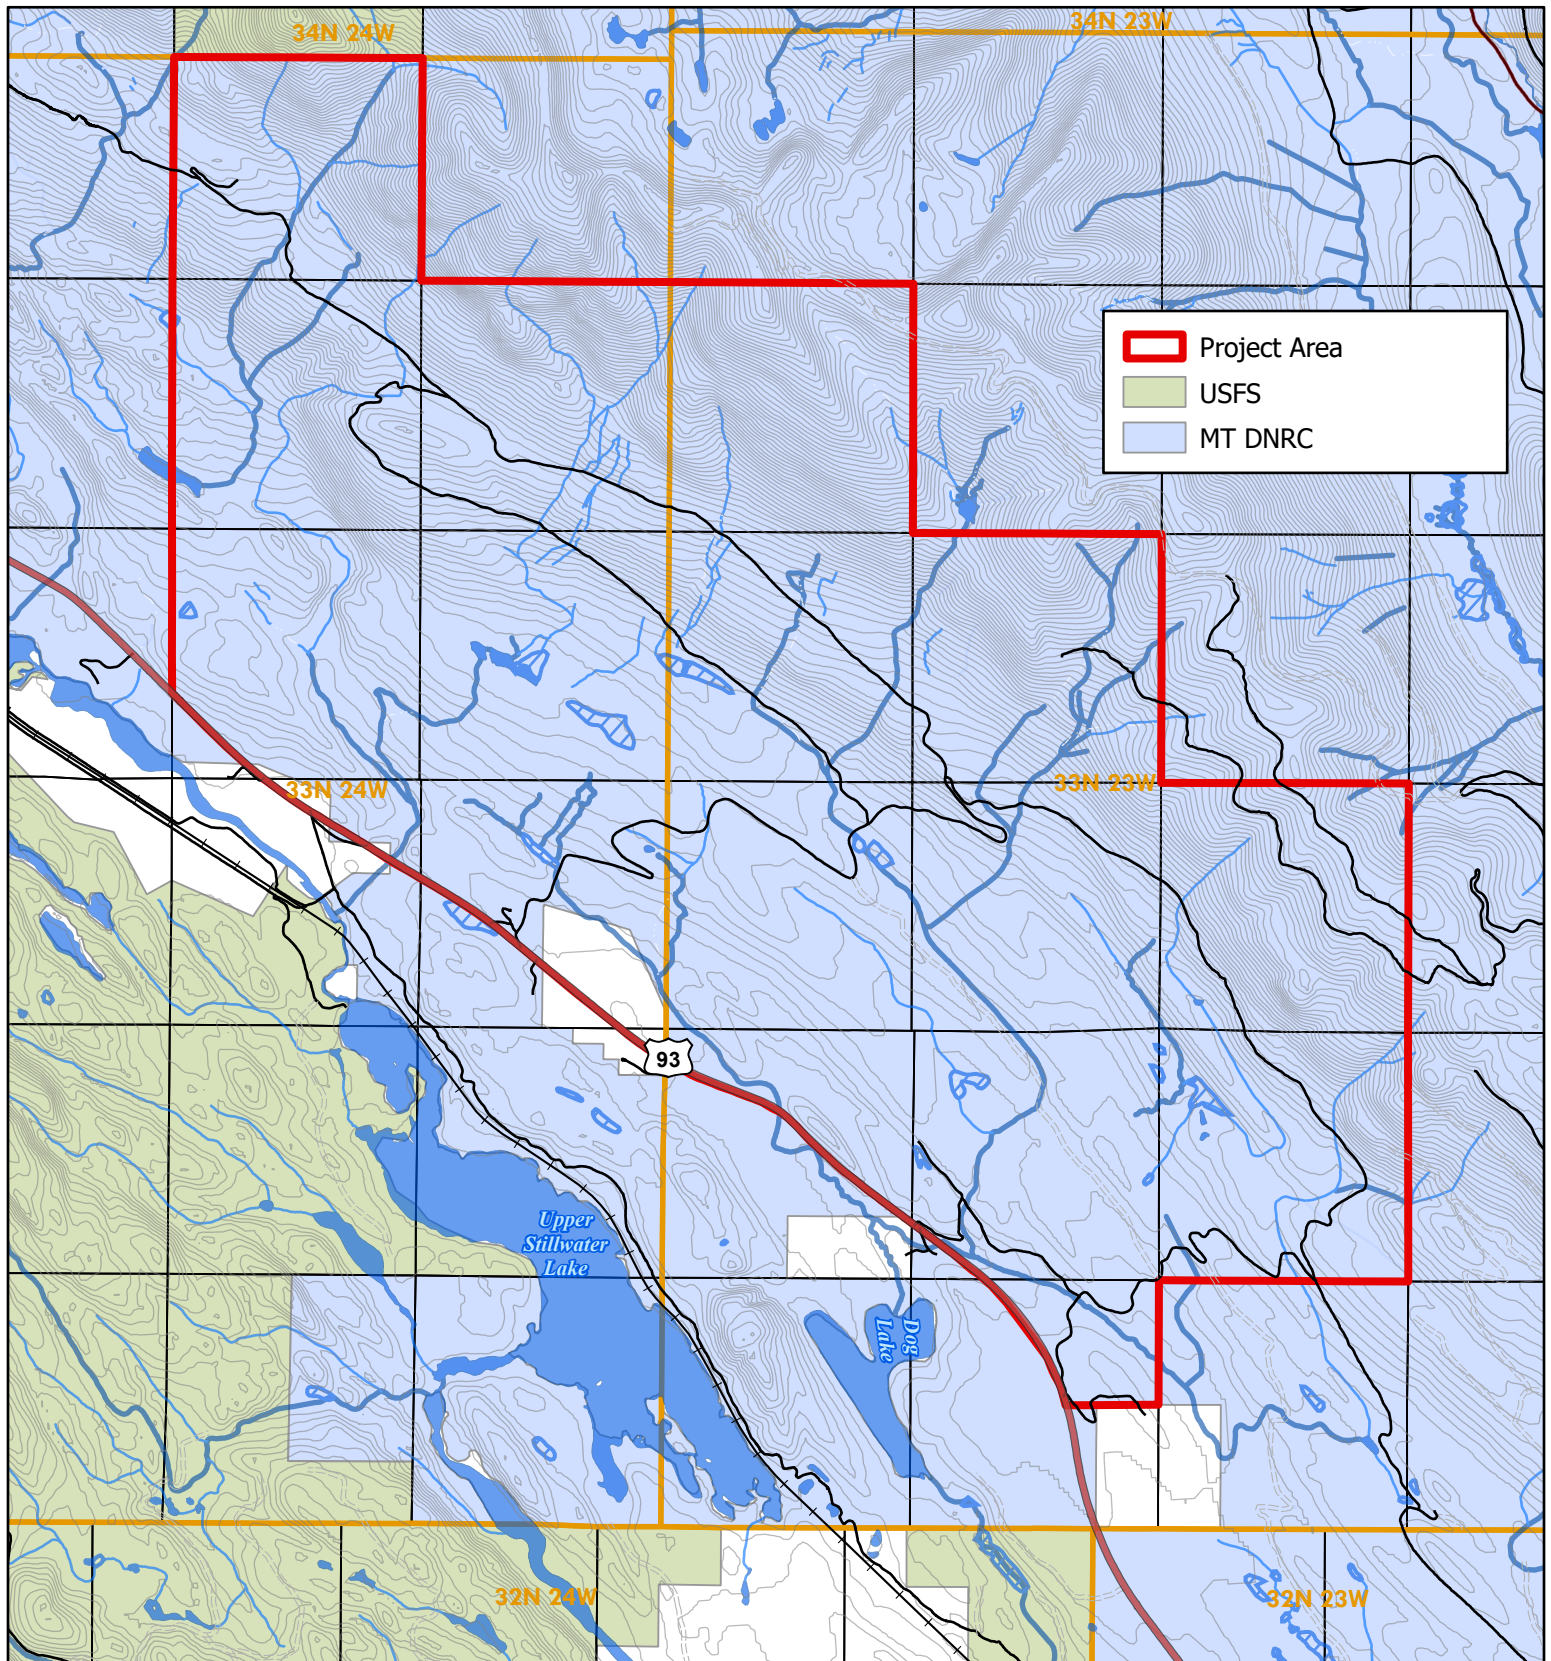 34N 24W
34N 23W
Project Area
USFS
MT DNRC
33N 24W
33N 23W
93
Upper
Stillwater
Lake
Dog
Lake
32N 24W
32N 23W